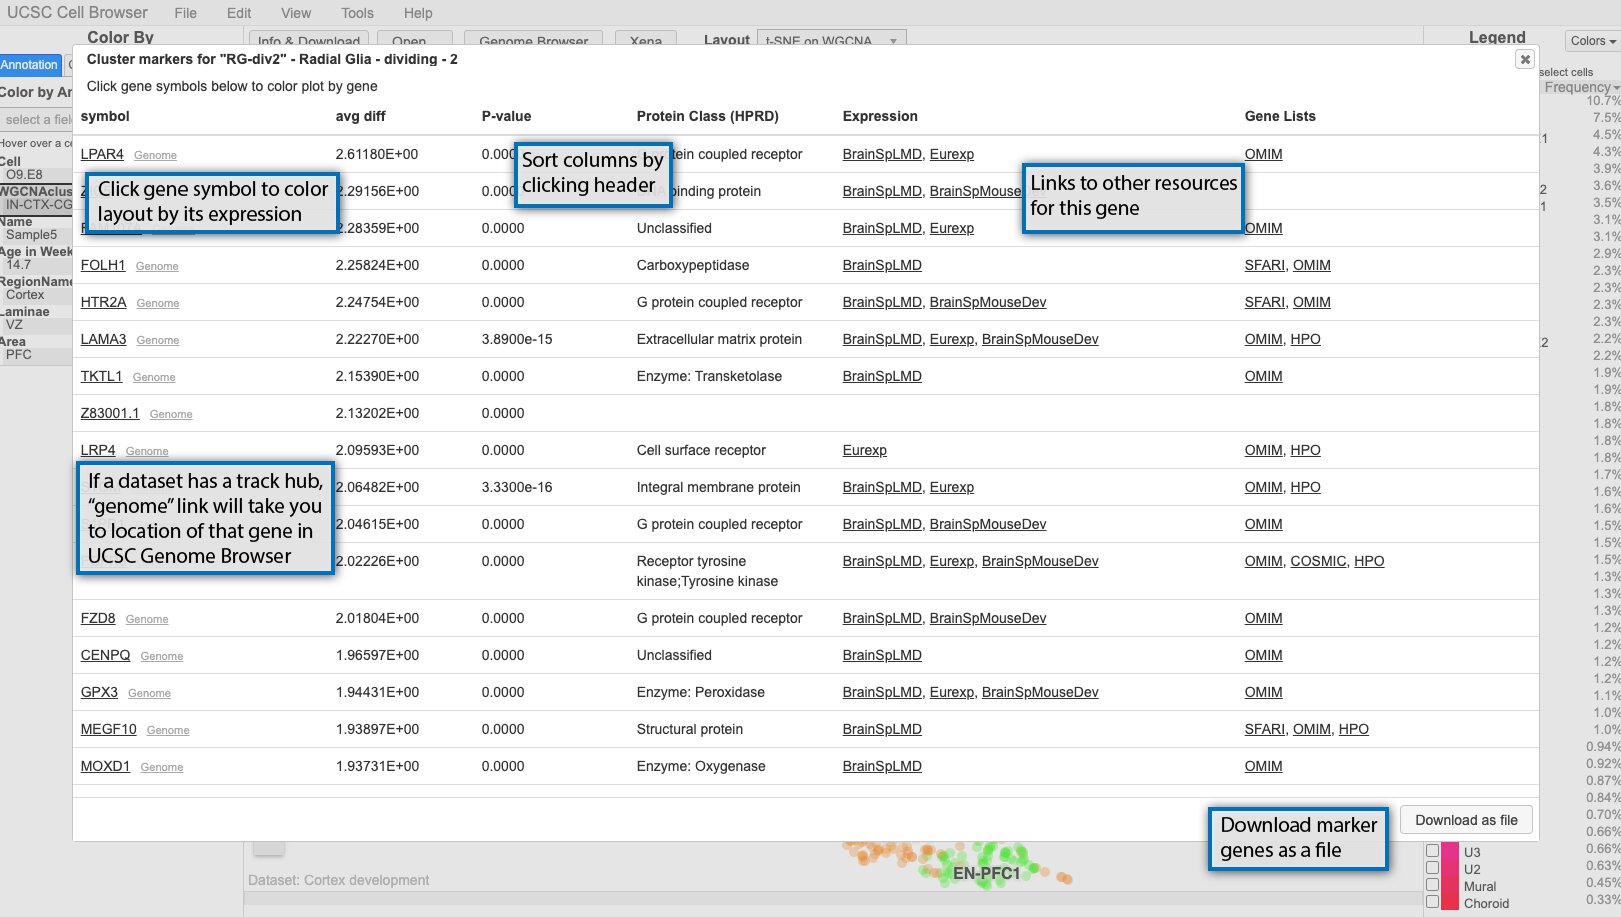 UCSC Cell Browser File Edit View Tools Help
Color By
Info & Download Open... Genome Browser Xena Layout t-SNE on WGCNA
Legend
Colors
Annotation
Color by
select a
Hover over a
Cell
O9.E8
IN-CTX-CG
Name
Sample5
Age in Week
14.7
RegionName
Cortex
Laminae
VZ
Area
PFC
Cluster markers for "RG-div2" - Radial Glia - dividing - 2
Click gene symbols below to color plot by gene
symbol avg diff P-value Protein Class (HPRD) Expression Gene Lists
LPAR4 Genome 2.61180E+00 coupled receptor BrainSpLMD, Eurexp OMIM
2.29156E+00 binding protein BrainSpLMD,
2.28359E+00 0.0000 Unclassified BrainSpLMD, Eurexp OMIM
FOLH1 Genome 2.25824E+00 0.0000 Carboxypeptidase BrainSpLMD SFARI, OMIM
HTR2A Genome 2.24754E+00 0.0000 G protein coupled receptor BrainSpLMD, BrainSpMouseDev SFARI, OMIM
LAMA3 Genome 2.22270E+00 3.8900e-15 Extracellular matrix protein BrainSpLMD, Eurexp, BrainSpMouseDev OMIM, HPO
TKTL1 Genome 2.15390E+00 0.0000 Enzyme: Transketolase BrainSpLMD OMIM
Z83001.1 Genome 2.13202E+00 0.0000
LRP4 Genome 2.09593E+00 0.0000 Cell surface receptor Eurexp OMIM, HPO
2.06482E+00 3.3300e-16 Integral membrane protein BrainSpLMD, Eurexp OMIM, HPO
2.04615E+00 0.0000 G protein coupled receptor BrainSpLMD, BrainSpMouseDev OMIM
2.02226E+00 0.0000 Receptor tyrosine BrainSpLMD, Eurexp, BrainSpMouseDev OMIM, COSMIC, HPO
kinase;Tyrosine kinase
FZD8 Genome 2.01804E+00 0.0000 G protein coupled receptor BrainSpLMD, BrainSpMouseDev OMIM
CENPQ Genome 1.96597E+00 0.0000 Unclassified BrainSpLMD OMIM
GPX3 Genome 1.94431E+00 0.0000 Enzyme: Peroxidase BrainSpLMD, Eurexp, BrainSpMouseDev OMIM
MEGF10 Genome 1.93897E+00 0.0000 Structural protein BrainSpLMD SFARI, OMIM, HPO
MOXD1 Genome 1.93731E+00 0.0000 Enzyme: Oxygenase BrainSpLMD OMIM
Click gene symbol to color
layout by its expression
Sort columns by
clicking header
Links to other resources
for this gene
If a dataset has a track hub,
“genome” link will take you
to location of that gene in
UCSC Genome Browser
Download marker
genes as a file
Download as file
select cells
Frequency
10.7%
7.5%
4.5%
4.3%
3.9%
3.6%
3.5%
3.1%
3.1%
2.9%
2.3%
2.3%
2.3%
2.3%
2.2%
2.2%
1.9%
1.9%
1.8%
1.8%
1.8%
1.8%
1.7%
1.6%
1.6%
1.5%
1.5%
1.5%
1.3%
1.3%
1.3%
1.2%
1.2%
1.2%
1.2%
1.1%
1.0%
1.0%
0.94%
0.92%
0.87%
0.84%
0.70%
0.66%
U3 0.66%
U2 0.63%
Mural 0.45%
Choroid 0.33%
EN-PFC1
Dataset: Cortex development